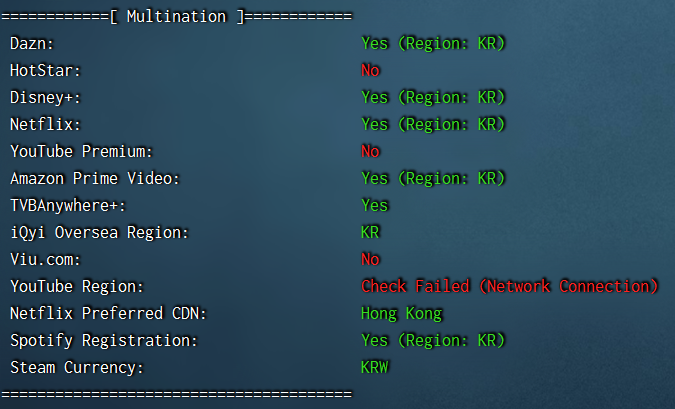 ============[ Multination ]============
Dazn: Yes (Region: KR)
HotStar: No
Disney+: Yes (Region: KR)
Netflix: Yes (Region: KR)
YouTube Premium: No
Amazon Prime Video: Yes (Region: KR)
TVBAnywhere+: Yes
iQyi Oversea Region: KR
Viu.com: No
YouTube Region: Check Failed (Network Connection)
Netflix Preferred CDN: Hong Kong
Spotify Registration: Yes (Region: KR)
Steam Currency: KRW
=======================================